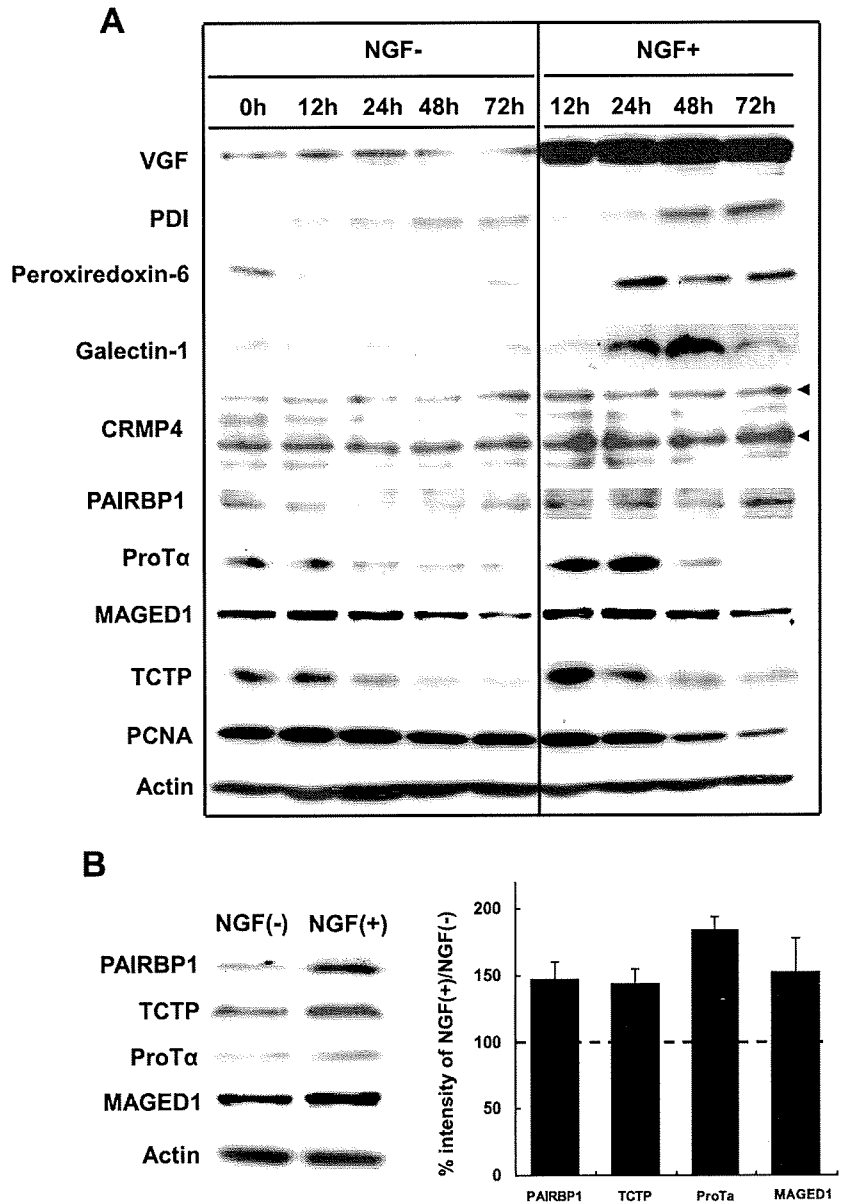 A
NGF- NGF+
0h 12h 24h 48h 72h 12h 24h 48h 72h
VGF
PDI
Peroxiredoxin-6
Galectin-1
CRMP4
PAIRBP1
ProTα
MAGED1
TCTP
PCNA
Actin
B
NGF(-) NGF(+)
PAIRBP1
TCTP
ProTα
MAGED1
Actin
% intensity of NGF(+)/NGF(-)
200
150
100
50
0
PAIRBP1 TCTP ProTa MAGED1